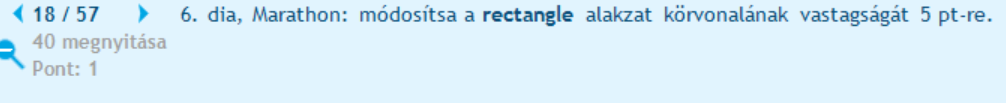 18 / 57 6. dia, Marathon: módosítsa a rectangle alakzat körvonalának vastagságát 5 pt-re.
40 megnyitása
Pont: 1